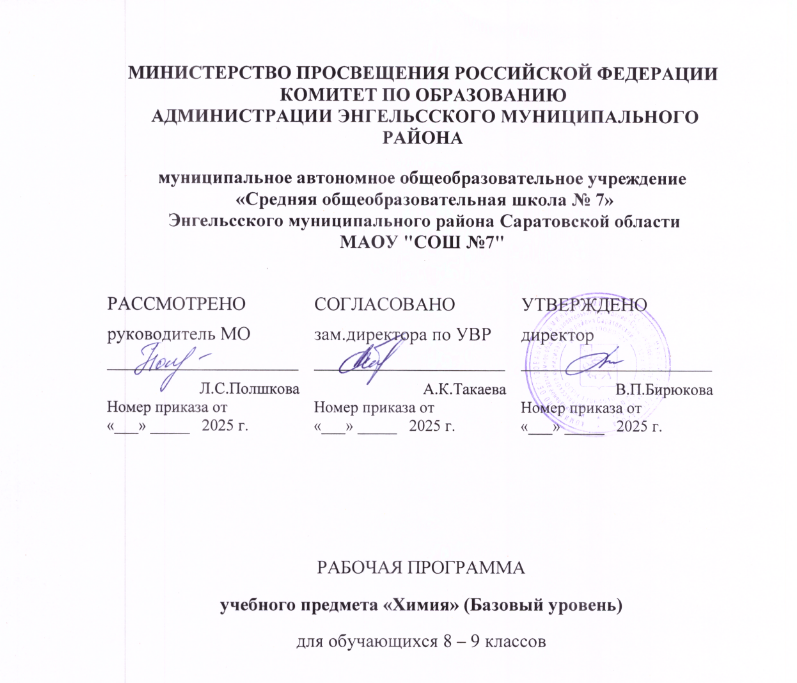 МИНИСТЕРСТВО ПРОСВЕЩЕНИЯ РОССИЙСКОЙ ФЕДЕРАЦИИ
КОМИТЕТ ПО ОБРАЗОВАНИЮ
АДМИНИСТРАЦИИ ЭНГЕЛЬССКОГО МУНИЦИПАЛЬНОГО
РАЙОНА
муниципальное автономное общеобразовательное учреждение
«Средняя общеобразовательная школа № 7»
Энгельсского муниципального района Саратовской области
МАОУ "СОШ №7"
РАССМОТРЕНО СОГЛАСОВАНО УТВЕРЖДЕНО
руководитель МО зам.директора по УВР директор
Л.С.Полшкова А.К.Такаева В.П.Бирюкова
Номер приказа от Номер приказа от Номер приказа от
«___» _____ 2025 г. «___» _____ 2025 г. «___» _____ 2025 г.
РАБОЧАЯ ПРОГРАММА
учебного предмета «Химия» (Базовый уровень)
для обучающихся 8 – 9 классов